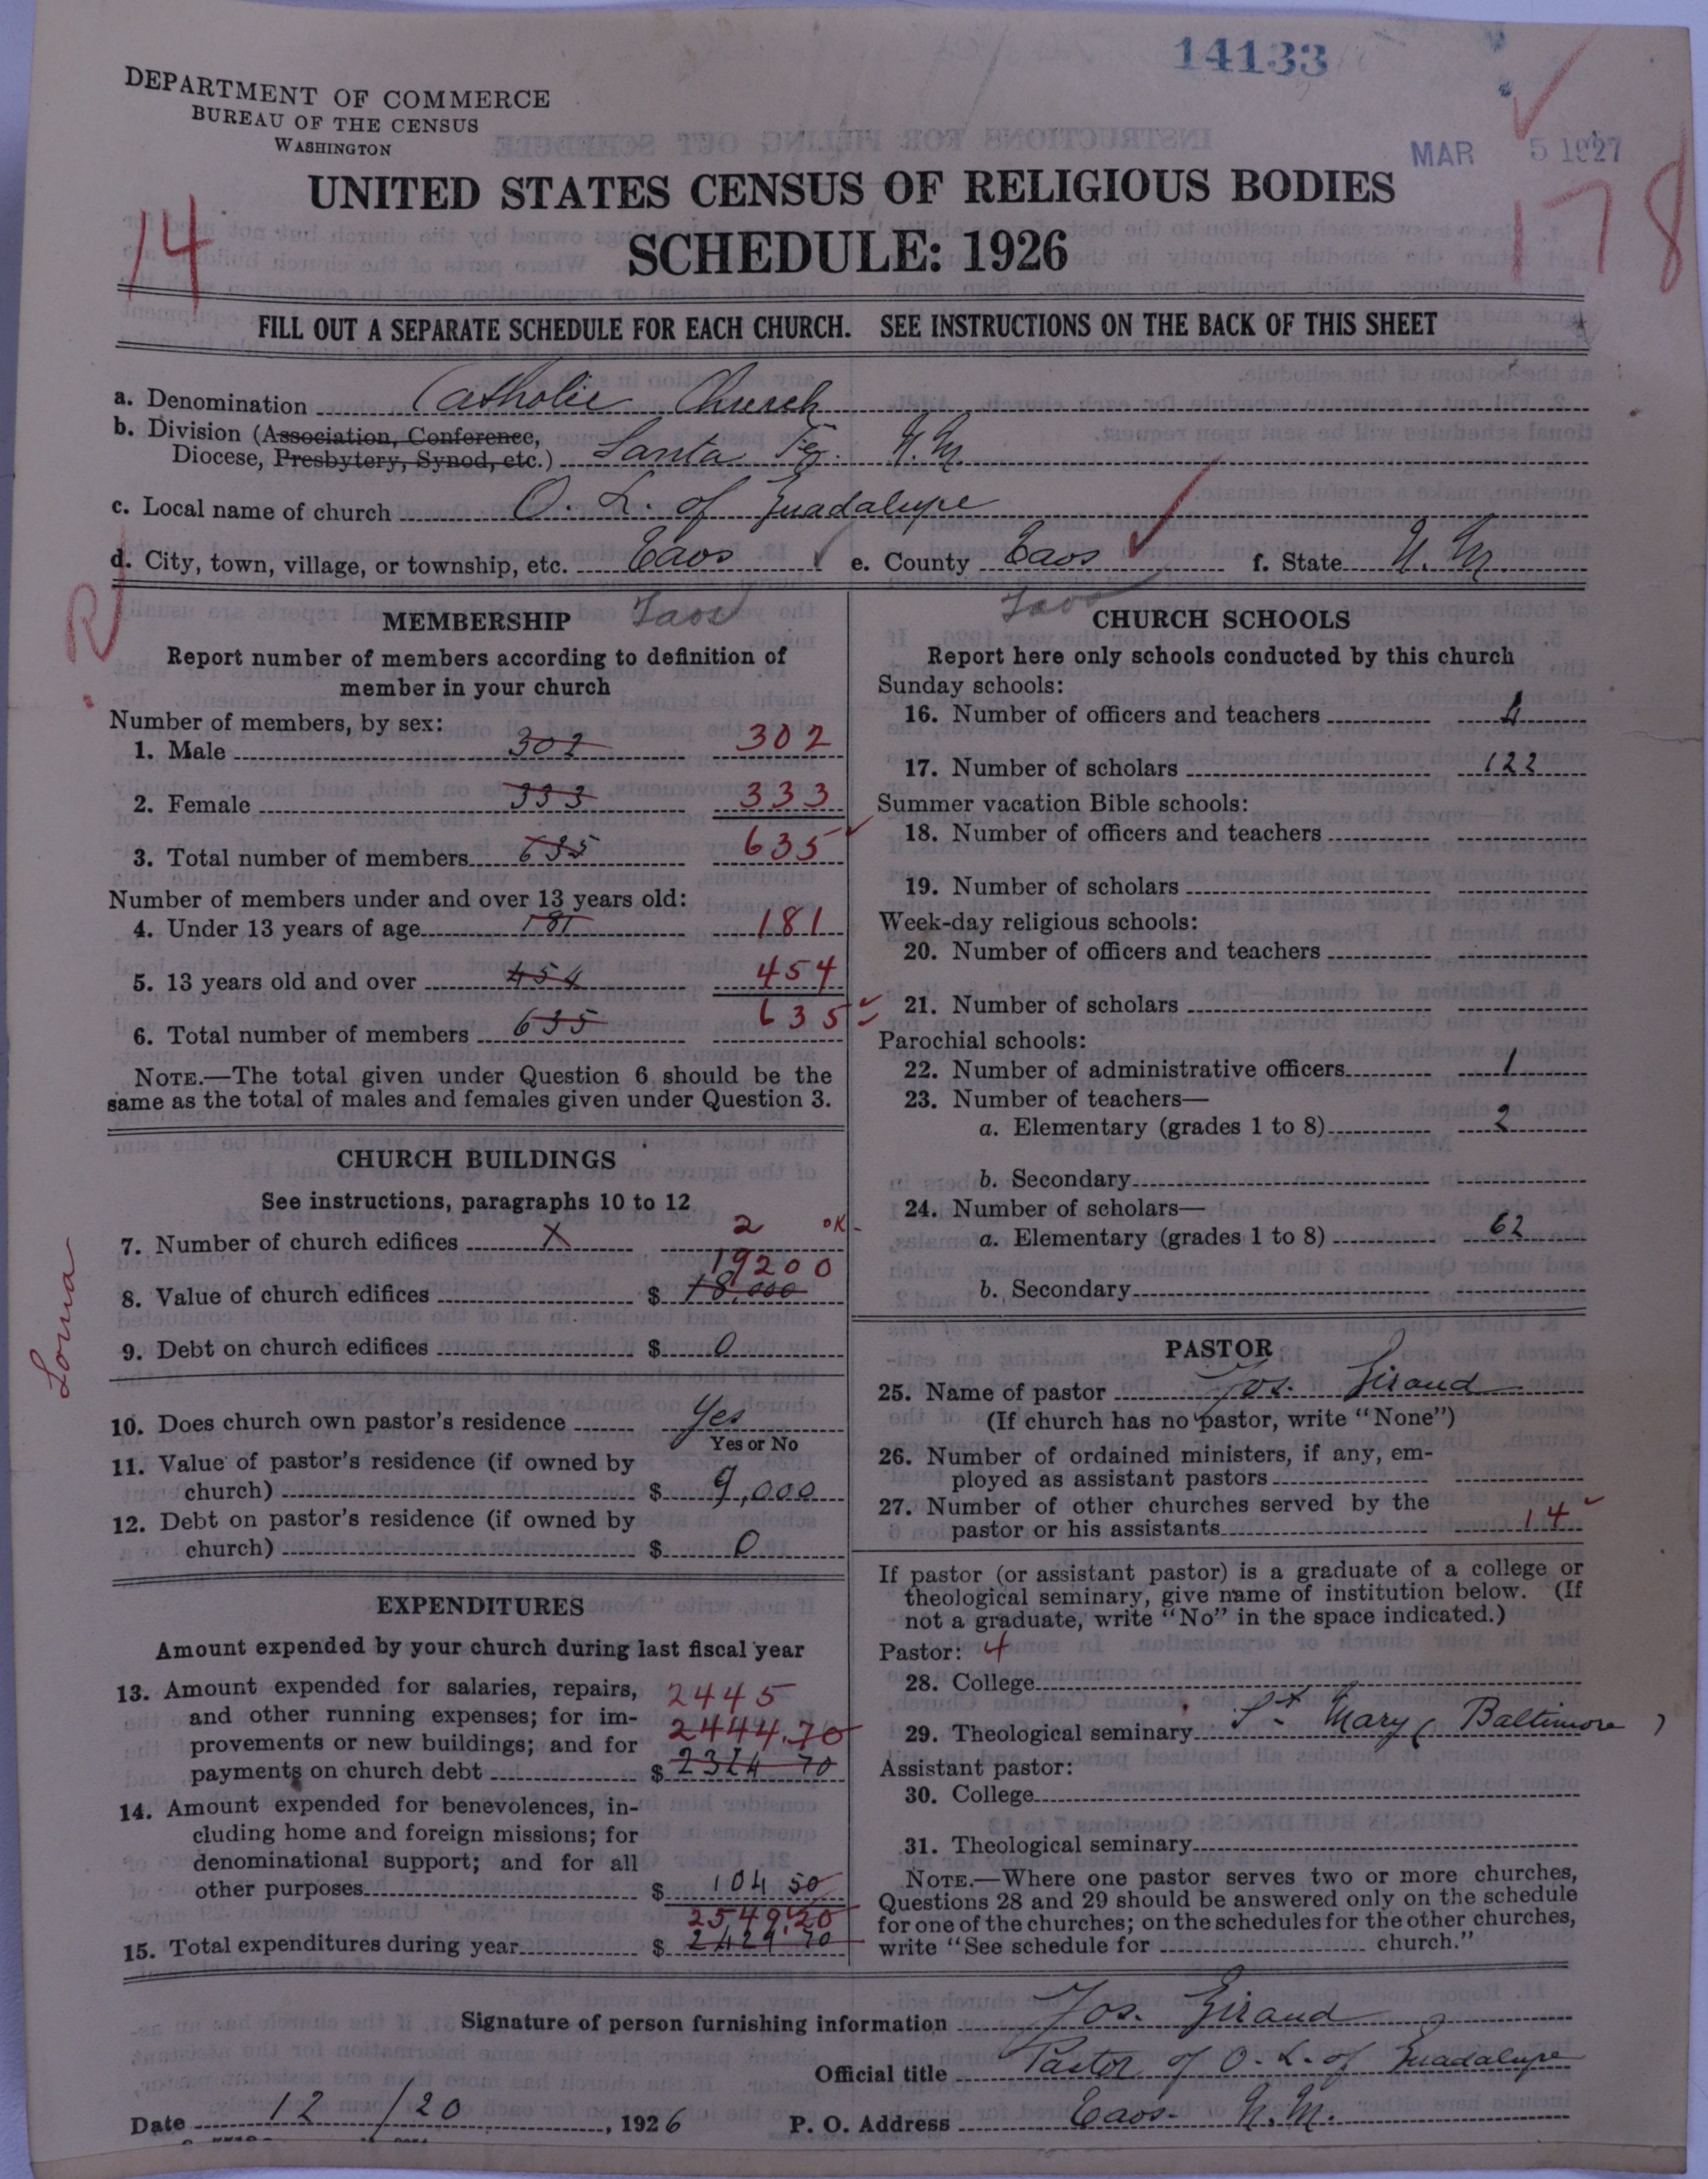 14133
DEPARTMENT OF COMMERCE
BUREAU OF THE CENSUS
WASHINGTON
MAR 5 1927
UNITED STATES CENSUS OF RELIGIOUS BODIES
14
178
SCHEDULE: 1926
FILL OUT A SEPARATE SCHEDULE FOR EACH CHURCH. SEE INSTRUCTIONS ON THE BACK OF THIS SHEET
a. Denomination Catholic Church
b. Division (Association, Conference,
Diocese, Presbytery, Synod, etc.) Santa Fe, N.M.
c. Local name of church O. L. of Guadalupe
d. City, town, village, or township, etc. Taos e. County Taos f. State N. M.
Taos
Taos
R
MEMBERSHIP
Report number of members according to definition of
member in your church
Number of members, by sex:
1. Male 302 302
2. Female 333 333
3. Total number of members 635 635
Number of members under and over 13 years old:
4. Under 13 years of age 181 181
5. 13 years old and over 454 454
6. Total number of members 635 635
NOTE.—The total given under Question 6 should be the
same as the total of males and females given under Question 3.
CHURCH BUILDINGS
See instructions, paragraphs 10 to 12
7. Number of church edifices X 2 OK
19200
8. Value of church edifices $ 18,000
9. Debt on church edifices $ 0
10. Does church own pastor's residence Yes
Yes or No
11. Value of pastor's residence (if owned by
church) $ 9,000
12. Debt on pastor's residence (if owned by
church) $ 0
EXPENDITURES
Amount expended by your church during last fiscal year
13. Amount expended for salaries, repairs, 2445
and other running expenses; for im-
provements or new buildings; and for 2444.70
payments on church debt $ 2324 70
14. Amount expended for benevolences, in-
cluding home and foreign missions; for
denominational support; and for all
other purposes $ 104 50
2549.20
15. Total expenditures during year $ 2429 70
CHURCH SCHOOLS
Report here only schools conducted by this church
Sunday schools:
16. Number of officers and teachers 4
17. Number of scholars 122
Summer vacation Bible schools:
18. Number of officers and teachers
19. Number of scholars
Week-day religious schools:
20. Number of officers and teachers
21. Number of scholars
Parochial schools:
22. Number of administrative officers 1
23. Number of teachers—
a. Elementary (grades 1 to 8) 2
b. Secondary
24. Number of scholars—
a. Elementary (grades 1 to 8) 62
b. Secondary
PASTOR
25. Name of pastor Jos. Giraud
(If church has no pastor, write "None")
26. Number of ordained ministers, if any, em-
ployed as assistant pastors
27. Number of other churches served by the
pastor or his assistants 14
If pastor (or assistant pastor) is a graduate of a college or
theological seminary, give name of institution below. (If
not a graduate, write "No" in the space indicated.)
Pastor: 4
28. College
29. Theological seminary St Mary (Baltimore)
Assistant pastor:
30. College
31. Theological seminary
NOTE.—Where one pastor serves two or more churches,
Questions 28 and 29 should be answered only on the schedule
for one of the churches; on the schedules for the other churches,
write "See schedule for church."
Signature of person furnishing information Jos. Giraud
Official title Pastor of O. L. of Guadalupe
Date 12/20, 1926 P. O. Address Taos. N. M.